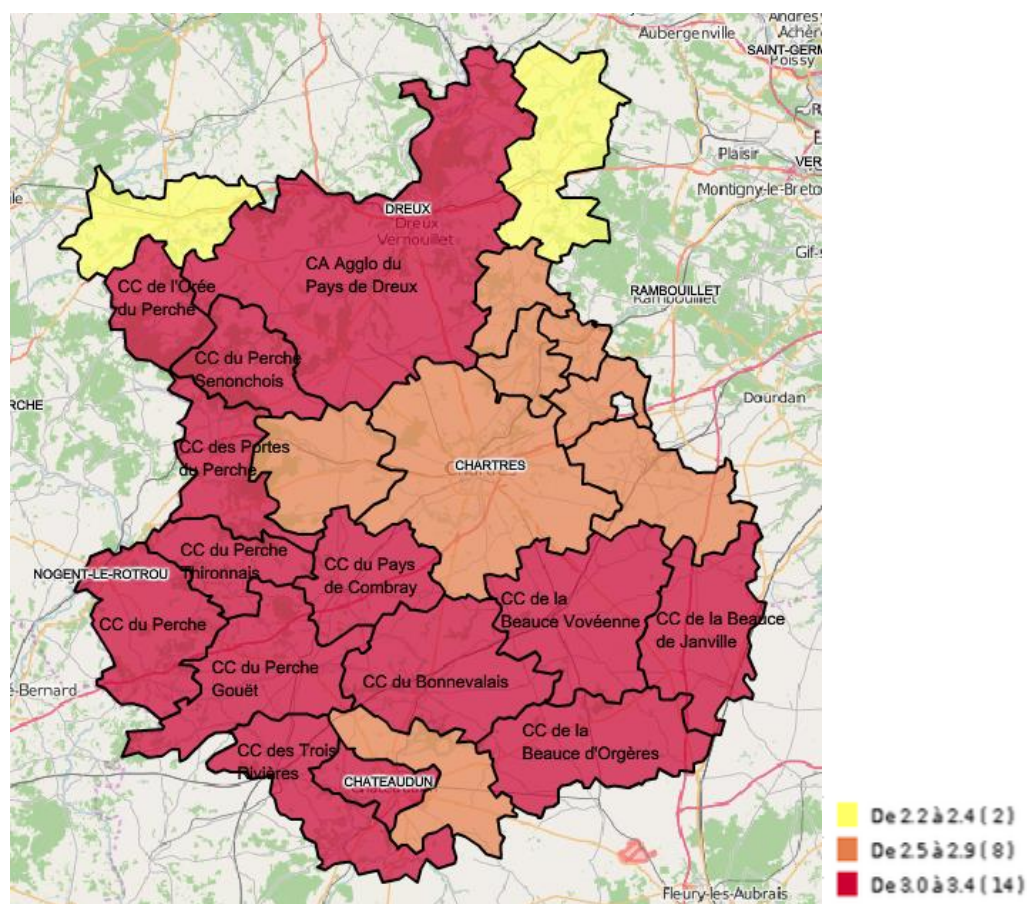 Andrésy
Aubergenville
Achères
SAINT-GERM
Poissy
Plaisir
VER
Montigny-le-Breto
DREUX
Dreux
Vernouillet
Gif-s
CA Agglo du
Pays de Dreux
CC de l'Orée
du Perche
RAMBOUILLET
Rambouillet
CC du Perche
Senonchois
RCHE
Dourdan
CC des Portes
du Perche
CHARTRES
Chartres
CC du Perche
Thironnais
CC du Pays
de Combray
NOGENT-LE-ROTROU
CC de la
Beauce Vovéenne
CC du Perche
CC de la Beauce
de Janville
CC du Perche
Gouët
CC du Bonnevalais
é-Bernard
CC de la
Beauce d'Orgères
CC des Trois
Rivières
CHATEAUDUN
De 2.2 à 2.4 ( 2 )
De 2.5 à 2.9 ( 8 )
De 3.0 à 3.4 ( 14 )
Fleury-les-Aubrais